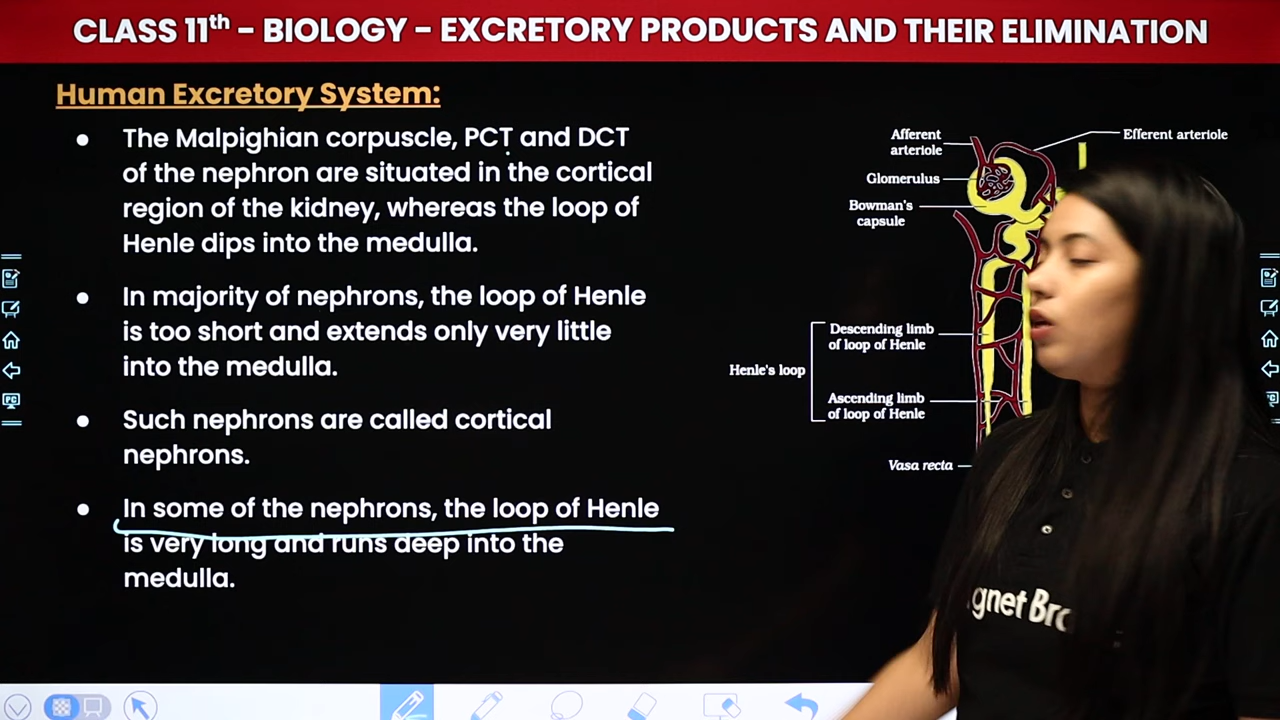 CLASS 11th – BIOLOGY – EXCRETORY PRODUCTS AND THEIR ELIMINATION
Human Excretory System:
• The Malpighian corpuscle, PCT and DCT
of the nephron are situated in the cortical
region of the kidney, whereas the loop of
Henle dips into the medulla.
• In majority of nephrons, the loop of Henle
is too short and extends only very little
into the medulla.
• Such nephrons are called cortical
nephrons.
• In some of the nephrons, the loop of Henle
is very long and runs deep into the
medulla.
Afferent
arteriole
Efferent arteriole
Glomerulus
Bowman's
capsule
Descending limb
of loop of Henle
Henle's loop
Ascending limb
of loop of Henle
Vasa recta
gnet Bro
PC